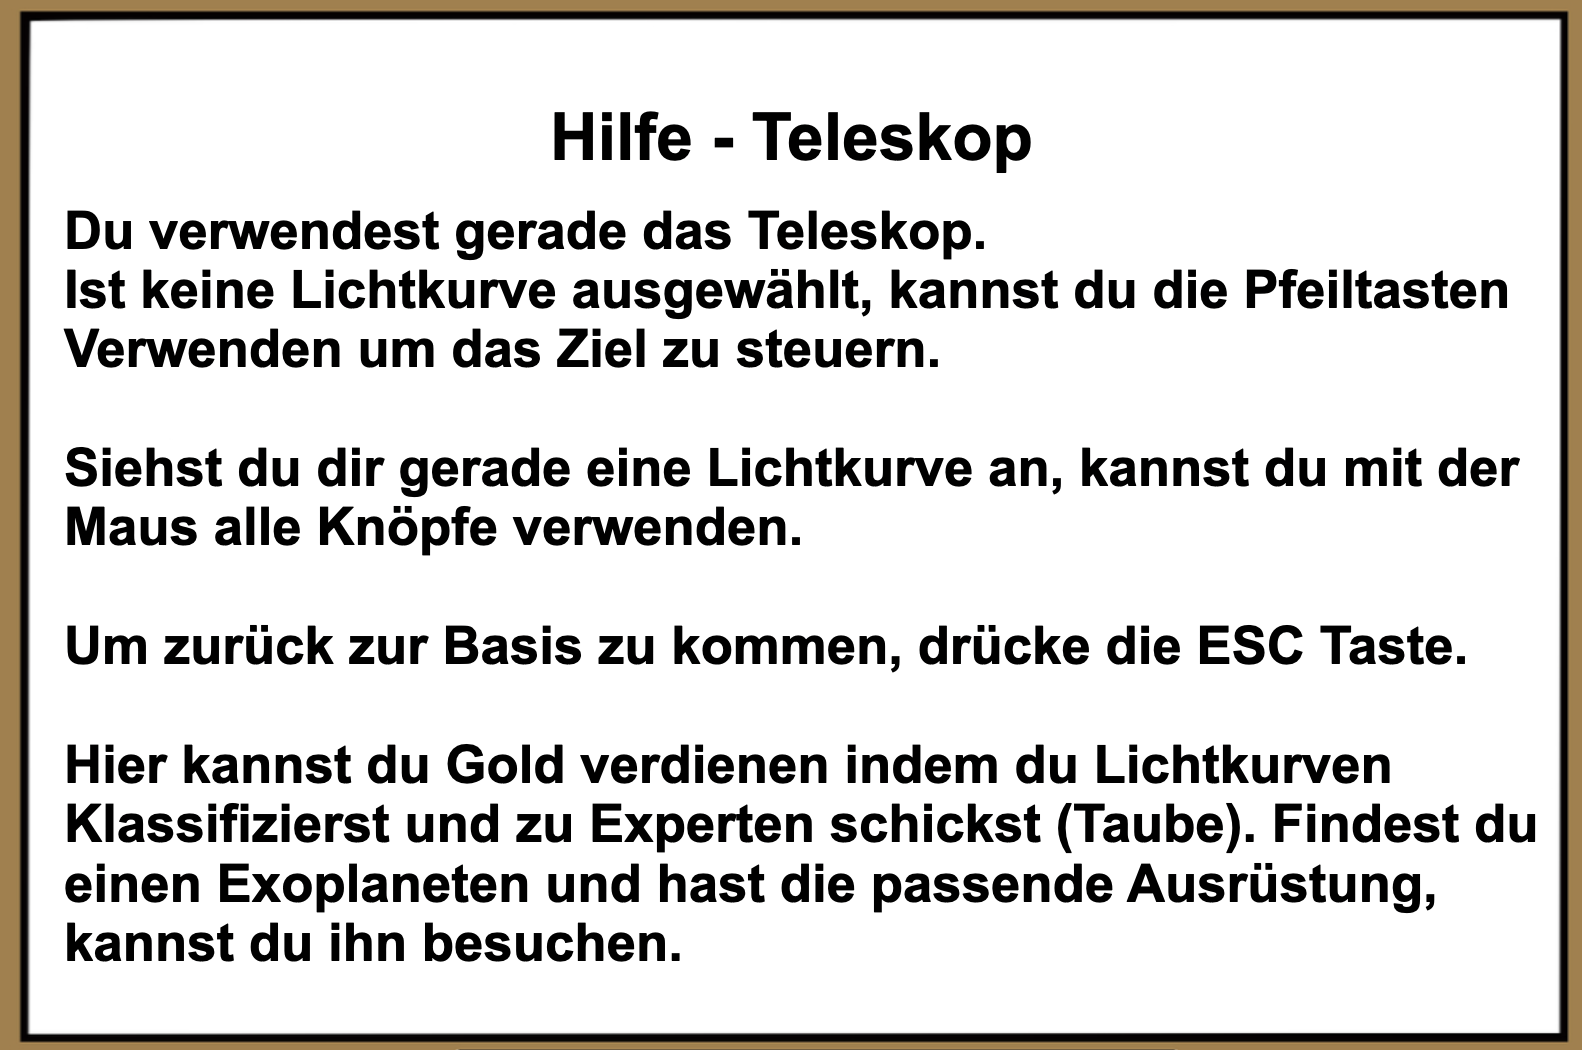 Hilfe - Teleskop
Du verwendest gerade das Teleskop.
Ist keine Lichtkurve ausgewählt, kannst du die Pfeiltasten
Verwenden um das Ziel zu steuern.
Siehst du dir gerade eine Lichtkurve an, kannst du mit der
Maus alle Knöpfe verwenden.
Um zurück zur Basis zu kommen, drücke die ESC Taste.
Hier kannst du Gold verdienen indem du Lichtkurven
Klassifizierst und zu Experten schickst (Taube). Findest du
einen Exoplaneten und hast die passende Ausrüstung,
kannst du ihn besuchen.